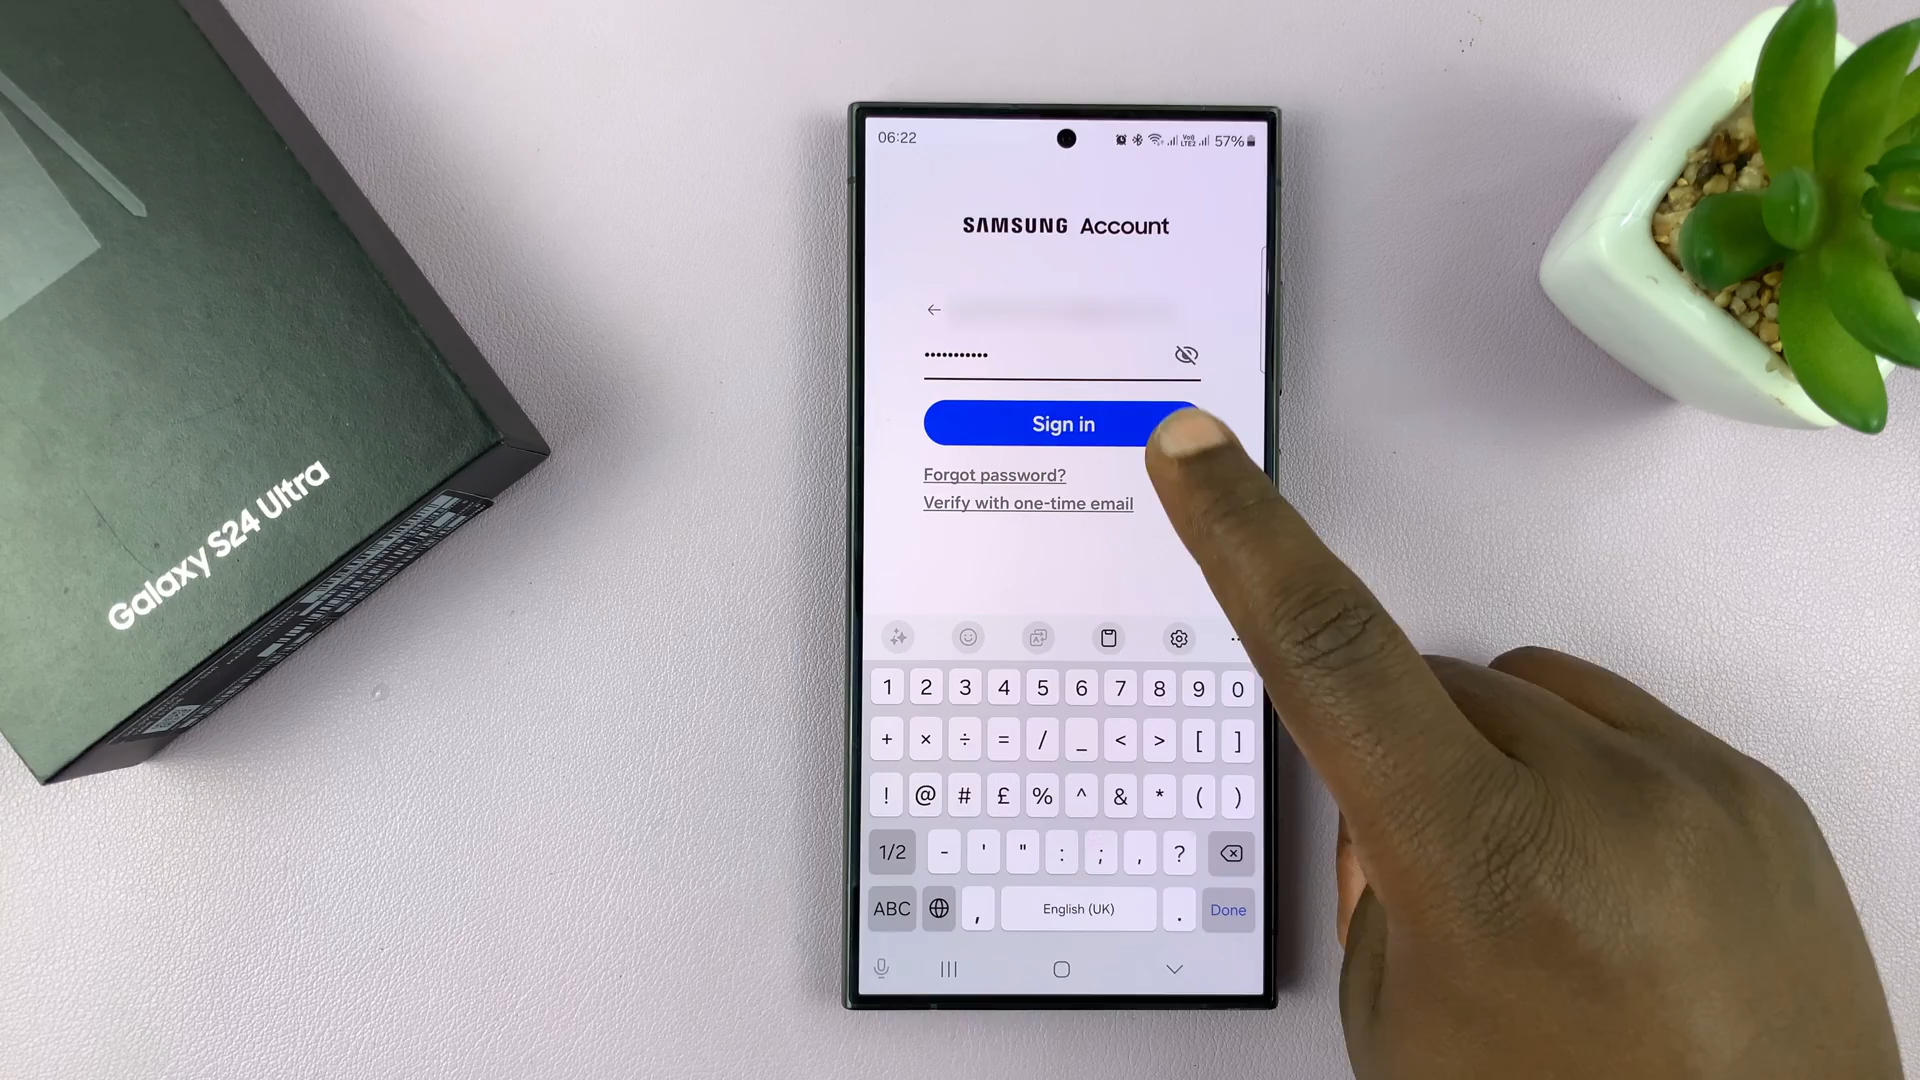 Galaxy S24 Ultra
06:22
57%
SAMSUNG Account
←
•••••••••••
Sign in
Forgot password?
Verify with one-time email
1 2 3 4 5 6 7 8 9 0
+ × ÷ = / _ < > [ ]
! @ # £ % ^ & * ( )
1/2 - ' " : ; , ?
ABC , English (UK) . Done